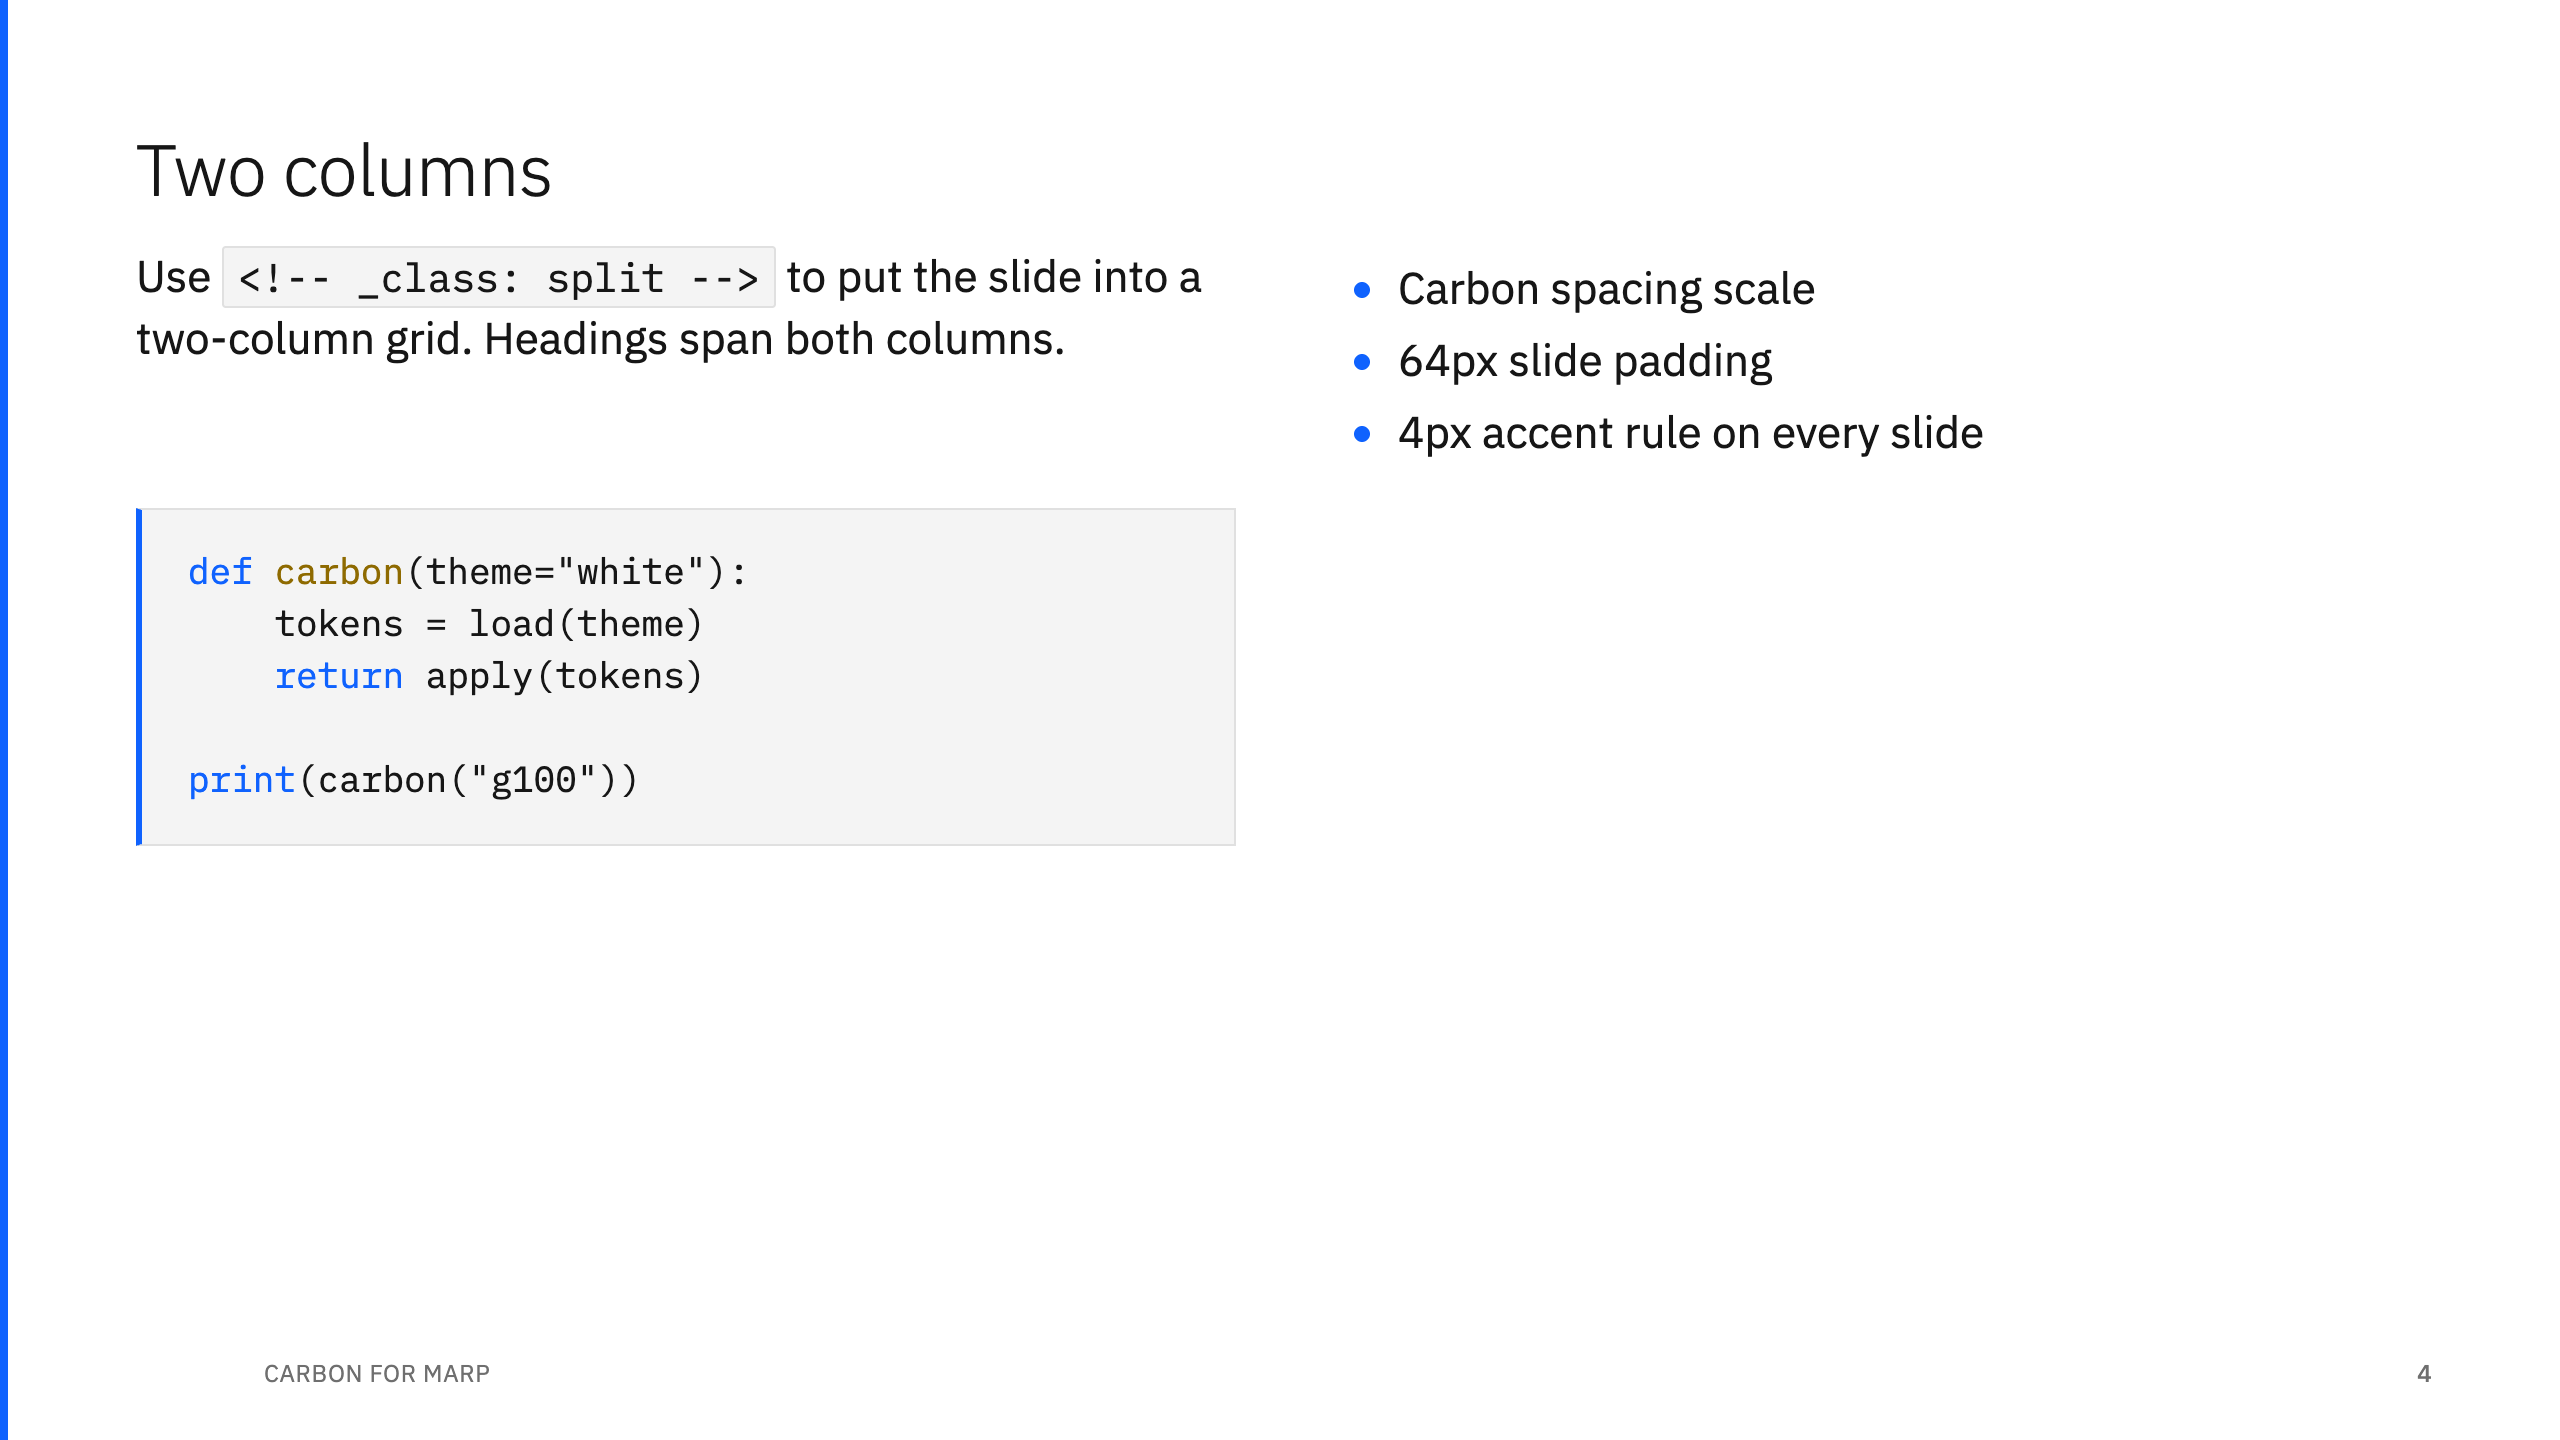 Two columns
Use <!-- _class: split --> to put the slide into a
two-column grid. Headings span both columns.
• Carbon spacing scale
• 64px slide padding
• 4px accent rule on every slide
def carbon(theme="white"):
    tokens = load(theme)
    return apply(tokens)

print(carbon("g100"))
CARBON FOR MARP
4